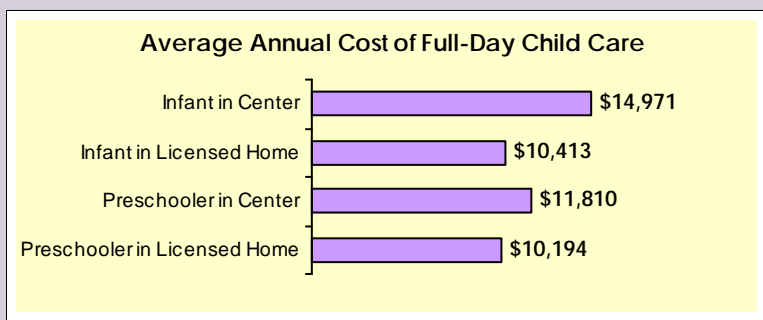 Average Annual Cost of Full-Day Child Care
Infant in Center $14,971
Infant in Licensed Home $10,413
Preschooler in Center $11,810
Preschooler in Licensed Home $10,194